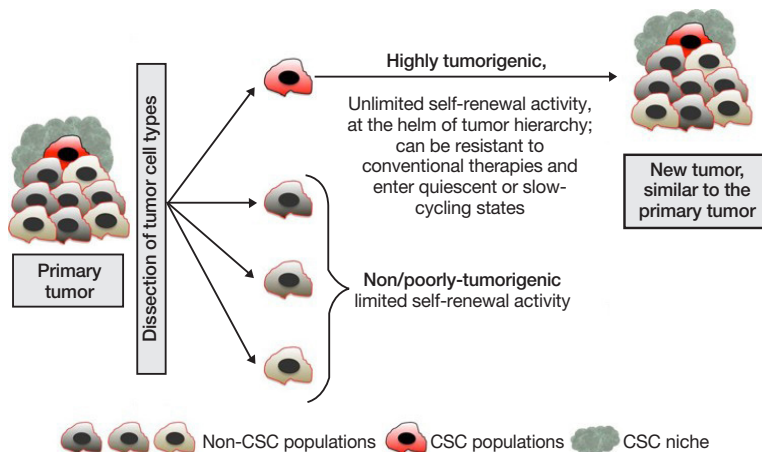 Highly tumorigenic,
Unlimited self-renewal activity,
at the helm of tumor hierarchy;
can be resistant to
conventional therapies and
enter quiescent or slow-
cycling states
New tumor,
similar to the
primary tumor
Primary
tumor
Dissection of tumor cell types
Non/poorly-tumorigenic
limited self-renewal activity
Non-CSC populations
CSC populations
CSC niche